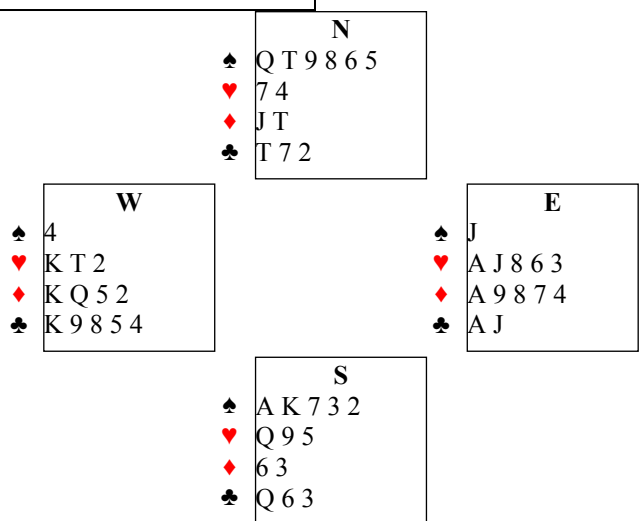 N
♠ Q T 9 8 6 5
♥ 7 4
♦ J T
♣ T 7 2
W
♠ 4
♥ K T 2
♦ K Q 5 2
♣ K 9 8 5 4
E
♠ J
♥ A J 8 6 3
♦ A 9 8 7 4
♣ A J
S
♠ A K 7 3 2
♥ Q 9 5
♦ 6 3
♣ Q 6 3